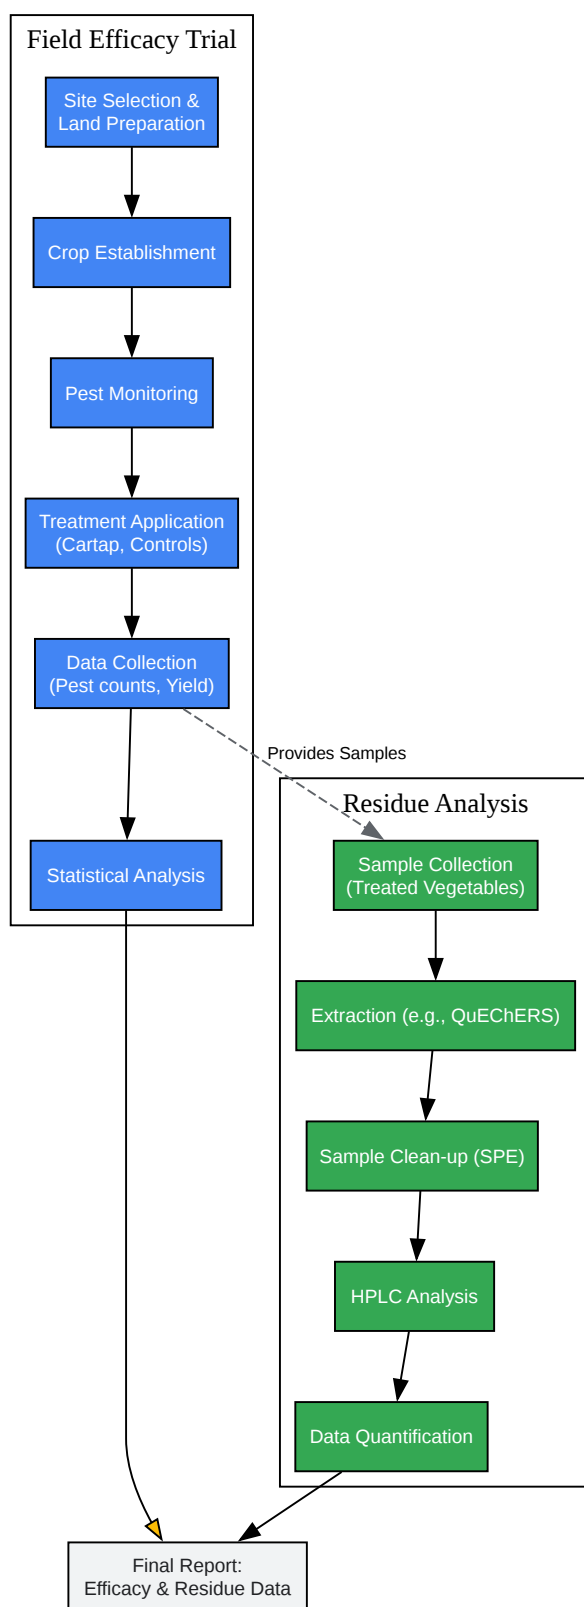 Field Efficacy Trial
Site Selection &
Land Preparation
Crop Establishment
Pest Monitoring
Treatment Application
(Cartap, Controls)
Data Collection
(Pest counts, Yield)
Provides Samples
Statistical Analysis
Residue Analysis
Sample Collection
(Treated Vegetables)
Extraction (e.g., QuEChERS)
Sample Clean-up (SPE)
HPLC Analysis
Data Quantification
Final Report:
Efficacy & Residue Data